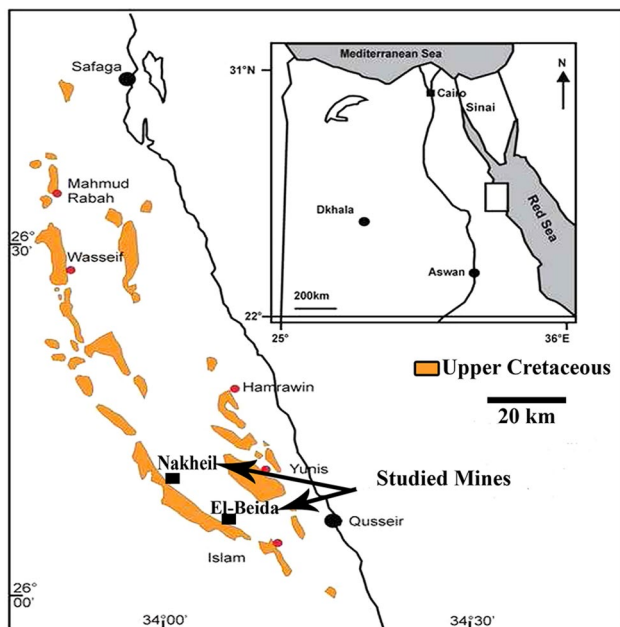 Safaga
Mahmud
Rabah
26°
30'
Wasseif
Mediterranean Sea
31°N
N
Cairo
Sinai
Red Sea
Dkhala
Aswan
200km
22°
25°
36°E
Upper Cretaceous
20 km
Hamrawin
Nakheil
Yunis
Studied Mines
El-Beida
Qusseir
Islam
26°
00'
34°00'
34°30'